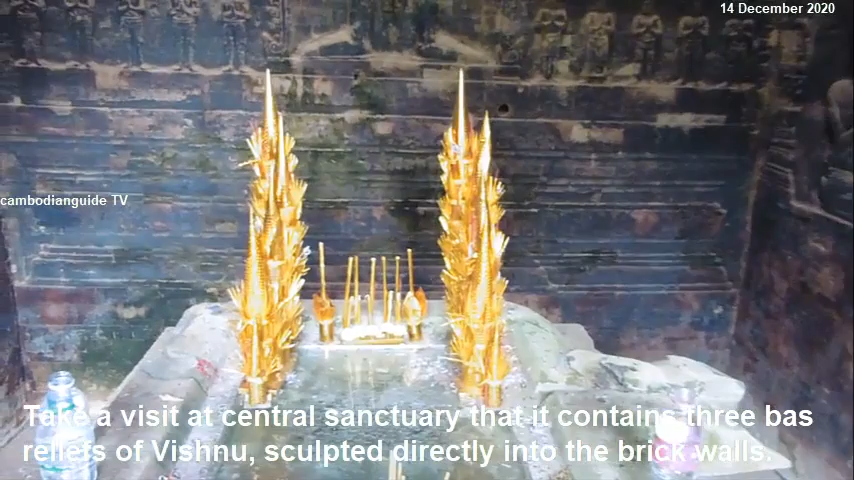 14 December 2020
cambodianguide TV
Take a visit at central sanctuary that it contains three bas
reliefs of Vishnu, sculpted directly into the brick walls.